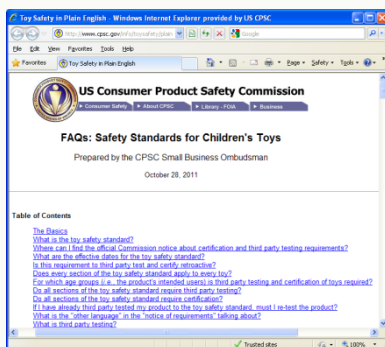 Toy Safety in Plain English - Windows Internet Explorer provided by US CPSC
http://www.cpsc.gov/info/toysafety/plain
Google
File Edit View Favorites Tools Help
Favorites Toy Safety in Plain English Page Safety Tools
US Consumer Product Safety Commission
Consumer Safety About CPSC Library - FOIA Business
FAQs: Safety Standards for Children's Toys
Prepared by the CPSC Small Business Ombudsman
October 28, 2011
Table of Contents
The Basics
What is the toy safety standard?
Where can I find the official Commission notice about certification and third party testing requirements?
What are the effective dates for the toy safety standard?
Is this requirement to third party test and certify retroactive?
Does every section of the toy safety standard apply to every toy?
For which age groups (i.e., the product's intended users) is third party testing and certification of toys required?
Do all sections of the toy safety standard require third party testing?
Do all sections of the toy safety standard require certification?
If I have already third party tested my product to the toy safety standard, must I re-test the product?
What is the "other language" in the "notice of requirements" talking about?
What is third party testing?
Trusted sites 100%